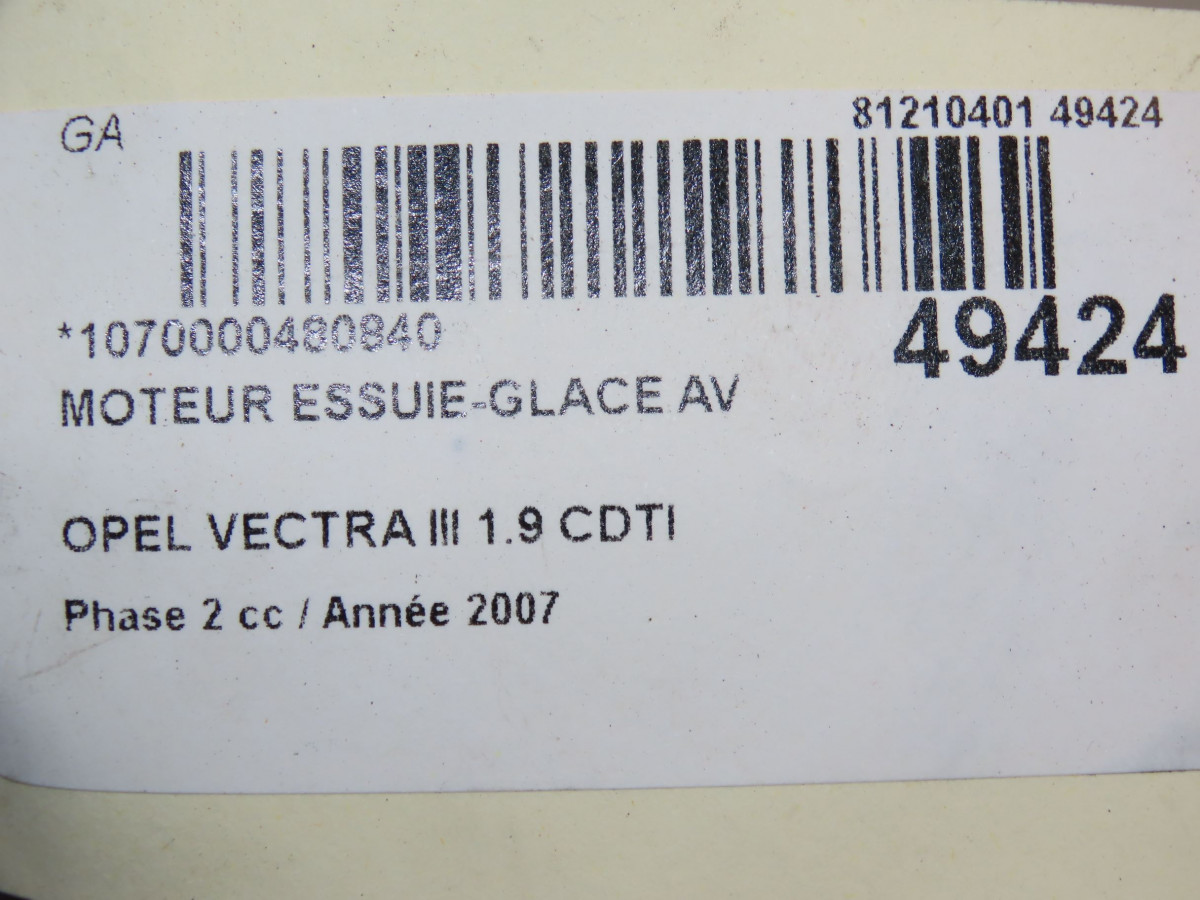 GA
81210401 49424
*1070000480840
49424
MOTEUR ESSUIE-GLACE AV
OPEL VECTRA III 1.9 CDTI
Phase 2 cc / Année 2007